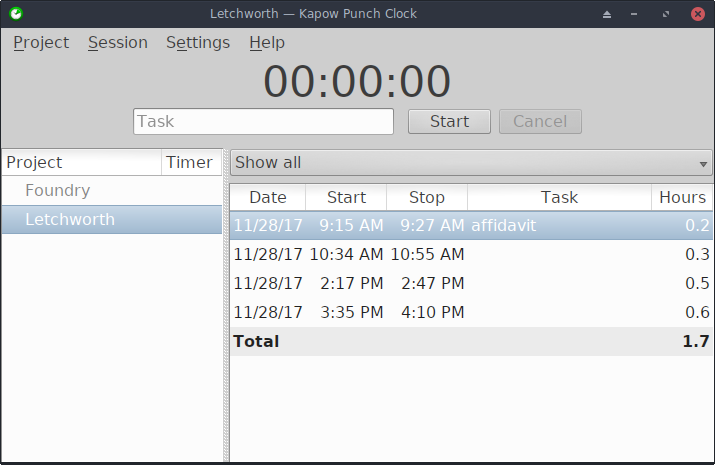 Letchworth — Kapow Punch Clock
Project Session Settings Help
00:00:00
Task Start Cancel
Project Timer
Foundry
Letchworth
Show all
Date Start Stop Task Hours
11/28/17 9:15 AM 9:27 AM affidavit 0.2
11/28/17 10:34 AM 10:55 AM 0.3
11/28/17 2:17 PM 2:47 PM 0.5
11/28/17 3:35 PM 4:10 PM 0.6
Total 1.7